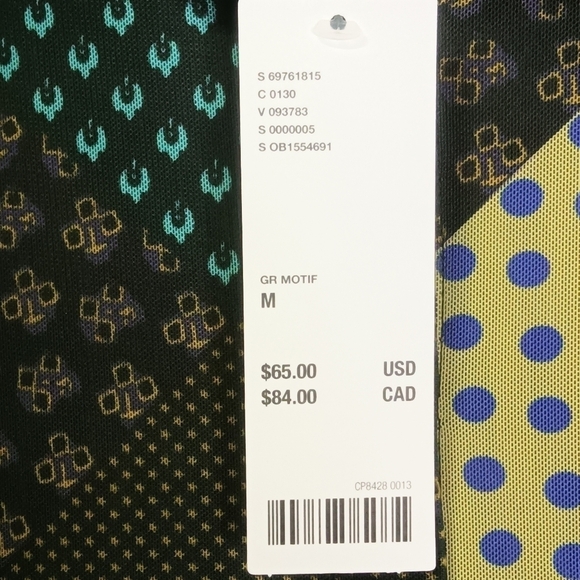 S 69761815
C 0130
V 093783
S 0000005
S OB1554691
GR MOTIF
M
$65.00 USD
$84.00 CAD
CP8428 0013